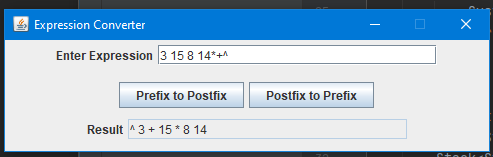 Expression Converter
Enter Expression 3 15 8 14*+^
Prefix to Postfix Postfix to Prefix
Result ^ 3 + 15 * 8 14